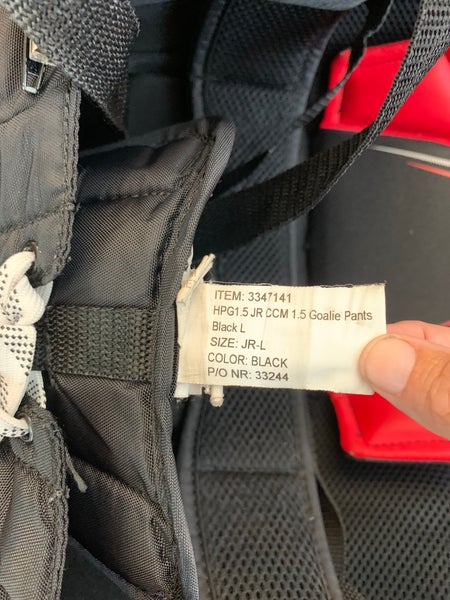 ITEM: 3347141
HPG1.5 JR CCM 1.5 Goalie Pants
Black L
SIZE: JR-L
COLOR: BLACK
P/O NR: 33244